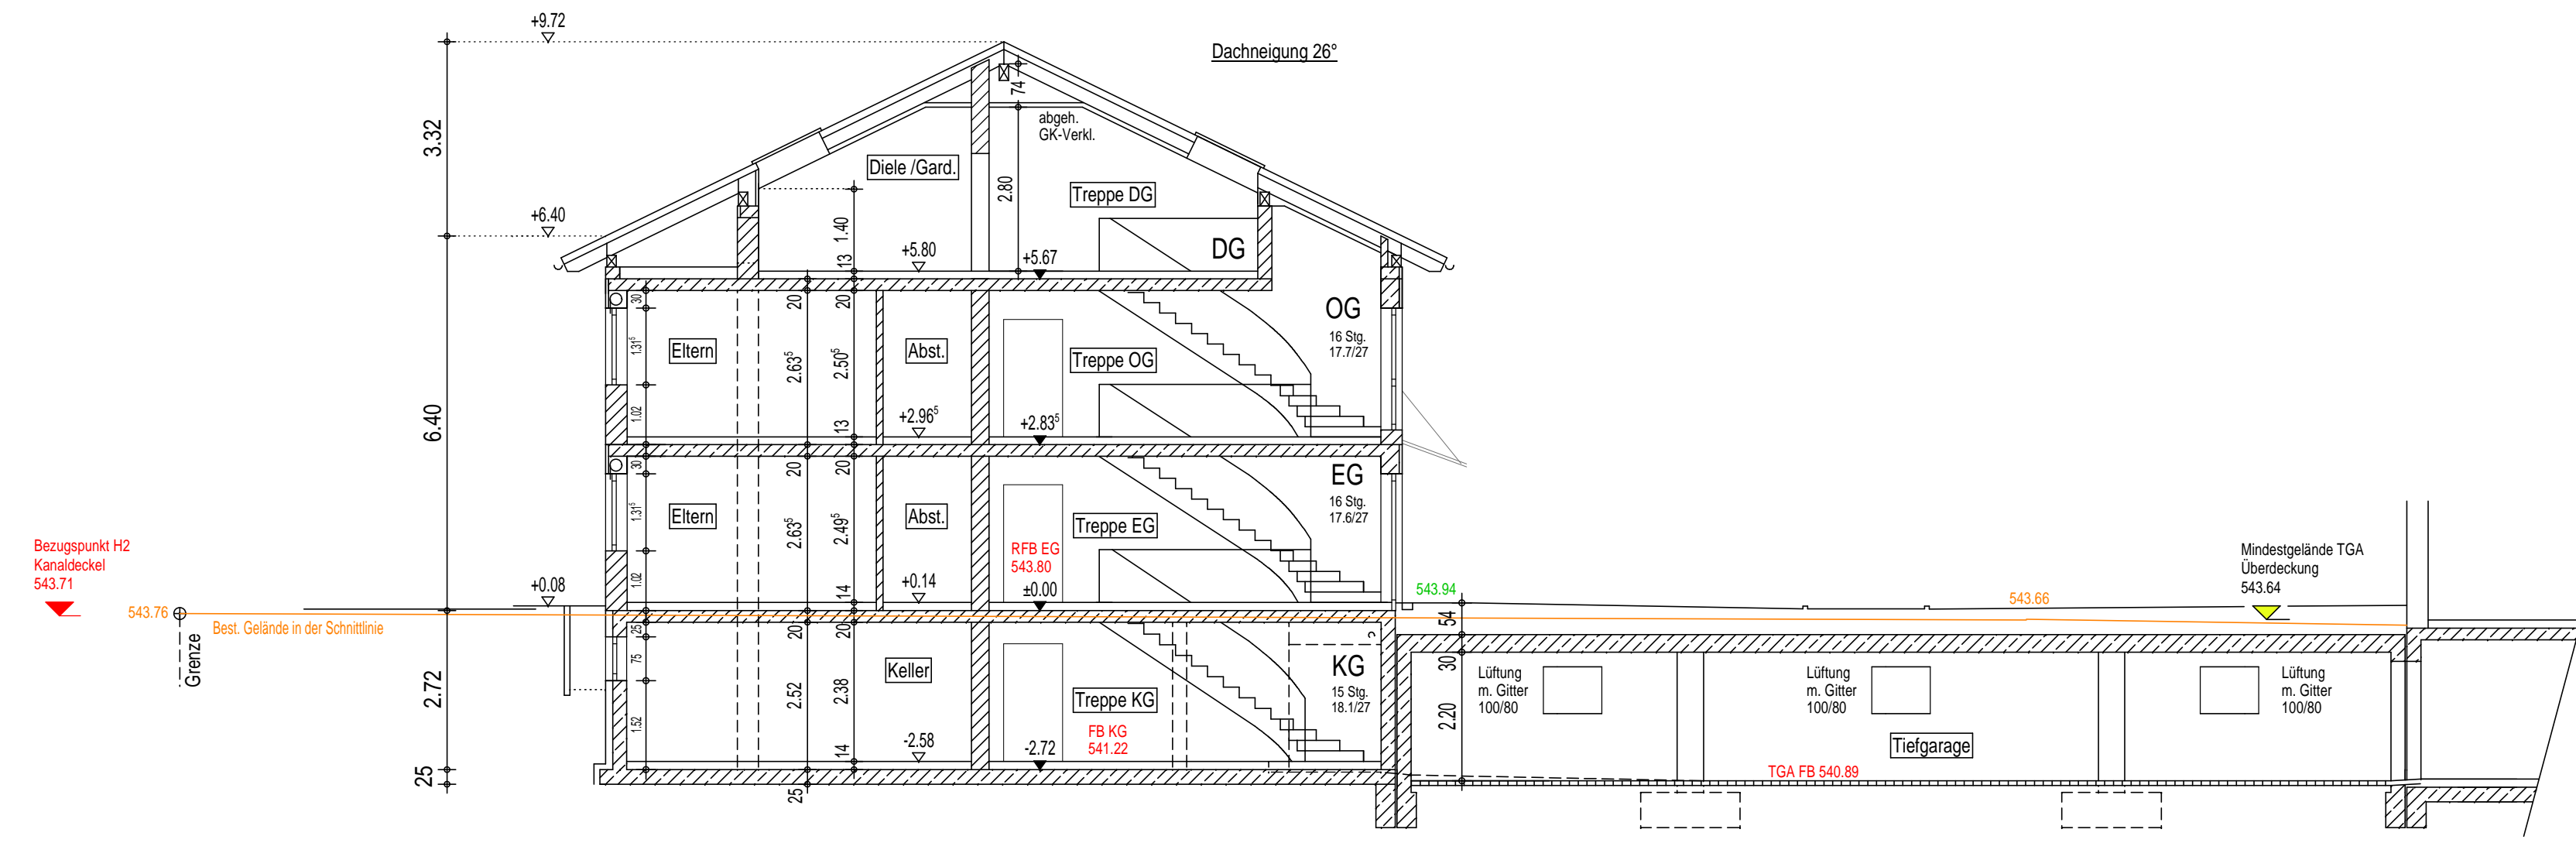 +9.72
Dachneigung 26°
3.32
74
abgeh.
GK-Verkl.
Diele /Gard.
2.80
Treppe DG
+6.40
1.40
DG
+5.80
+5.67
13
30
20
20
OG
16 Stg.
17.7/27
1.31⁵
Eltern
2.63⁵
2.50⁵
Abst.
Treppe OG
6.40
1.02
13
+2.96⁵
+2.83⁵
30
20
20
EG
16 Stg.
17.6/27
1.31⁵
Eltern
2.63⁵
2.49⁵
Abst.
Treppe EG
RFB EG
543.80
±0.00
Bezugspunkt H2
Kanaldeckel
543.71
+0.08
1.02
14
+0.14
543.94
Mindestgelände TGA
Überdeckung
543.64
543.76
Best. Gelände in der Schnittlinie
543.66
Grenze
25
20
20
54
75
Keller
KG
15 Stg.
18.1/27
30
Lüftung
m. Gitter
100/80
Lüftung
m. Gitter
100/80
Lüftung
m. Gitter
100/80
2.72
2.52
2.38
Treppe KG
1.52
2.20
FB KG
541.22
14
-2.58
-2.72
Tiefgarage
TGA FB 540.89
25
25